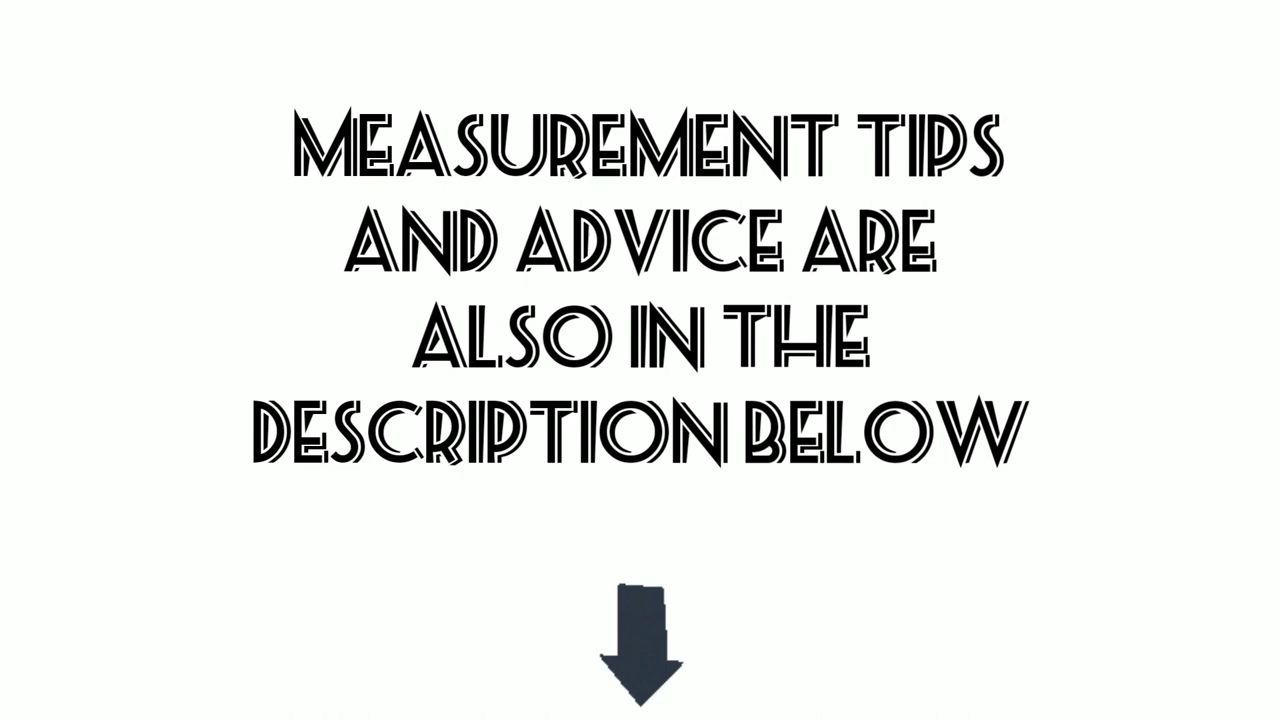 MEASUREMENT TIPS
AND ADVICE ARE
ALSO IN THE
DESCRIPTION BELOW